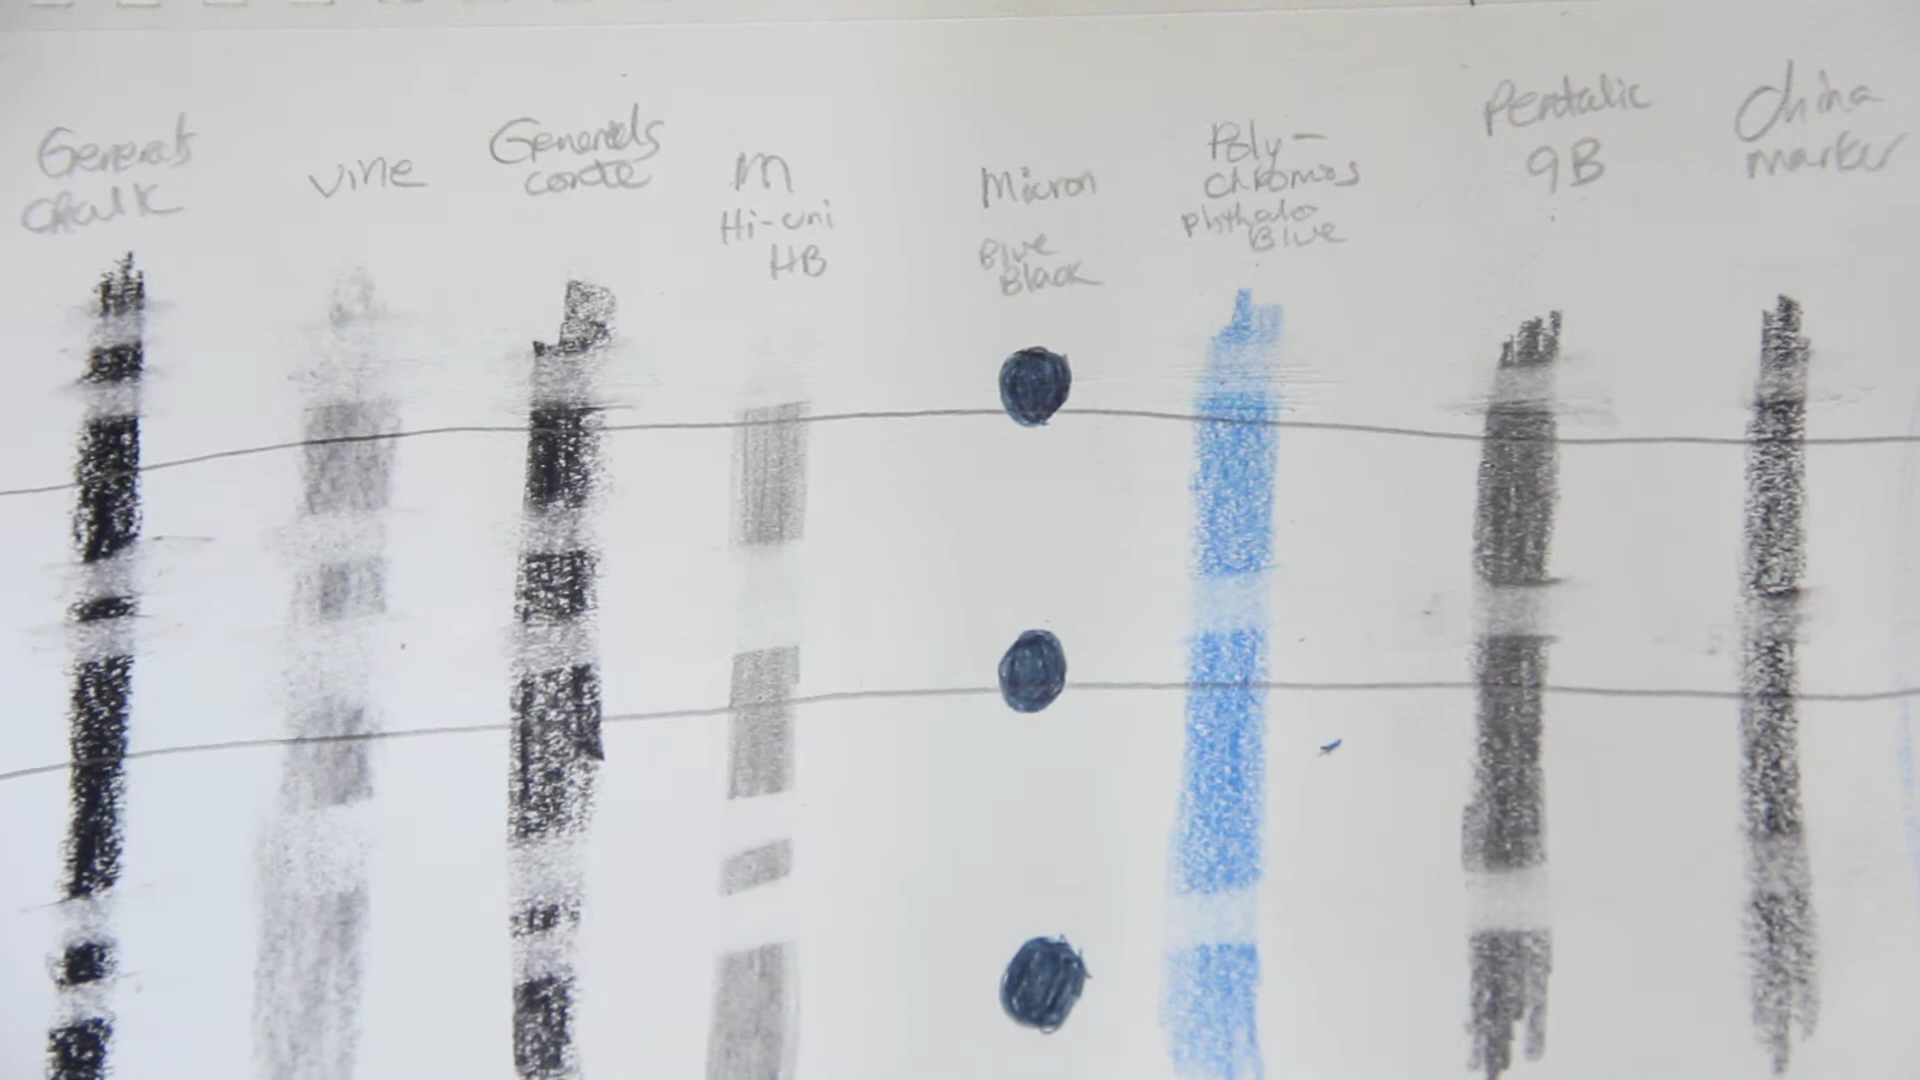 Generals
Chalk
vine
Generals
conte
M
Hi-uni
HB
Micron
Blue
Black
Poly-
chromos
phthalo
Blue
Pentalic
9B
China
marker